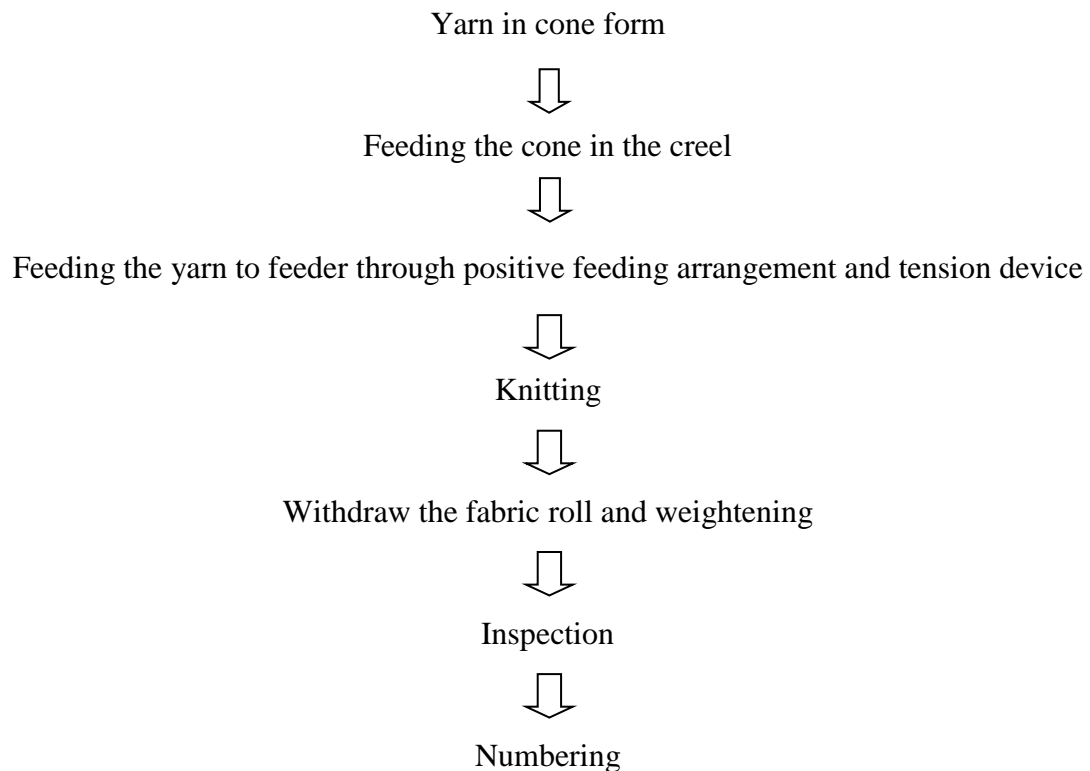 Yarn in cone form
Feeding the cone in the creel
Feeding the yarn to feeder through positive feeding arrangement and tension device
Knitting
Withdraw the fabric roll and weightening
Inspection
Numbering